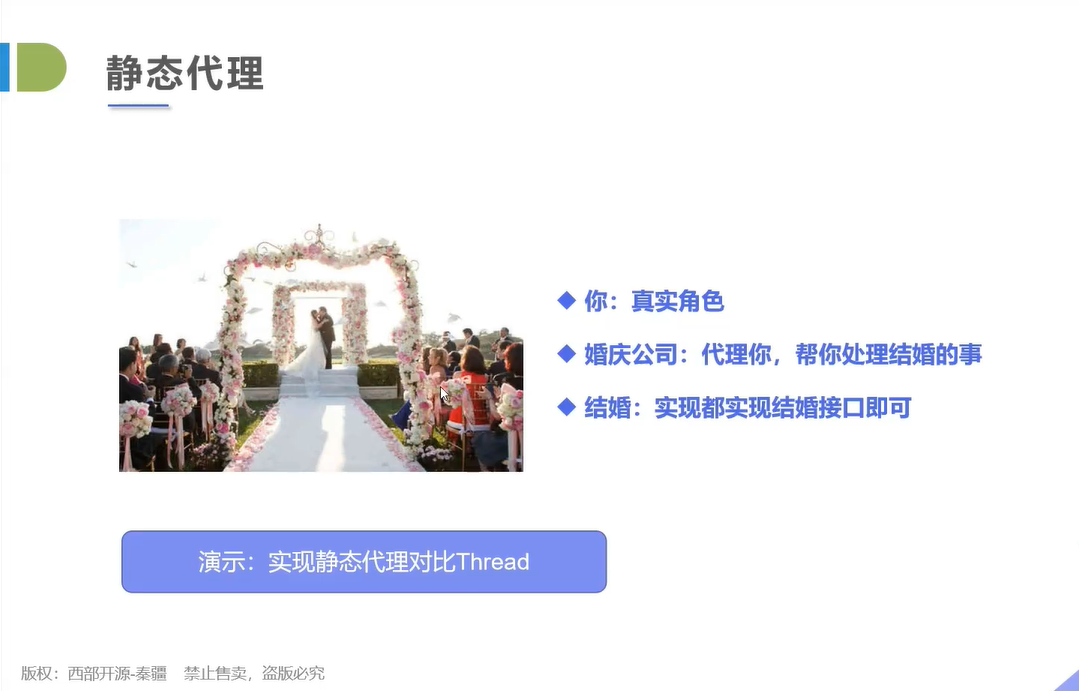 静态代理
你：真实角色
婚庆公司：代理你，帮你处理结婚的事
结婚：实现都实现结婚接口即可
演示：实现静态代理对比Thread
版权：西部开源-秦疆 禁止售卖，盗版必究